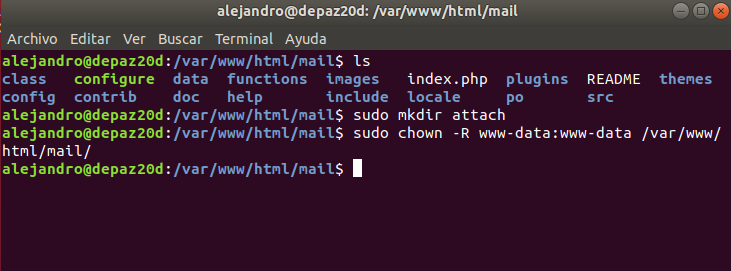 alejandro@depaz20d: /var/www/html/mail
Archivo Editar Ver Buscar Terminal Ayuda
alejandro@depaz20d:/var/www/html/mail$ ls
class configure data functions images index.php plugins README themes
config contrib doc help include locale po src
alejandro@depaz20d:/var/www/html/mail$ sudo mkdir attach
alejandro@depaz20d:/var/www/html/mail$ sudo chown -R www-data:www-data /var/www/
html/mail/
alejandro@depaz20d:/var/www/html/mail$